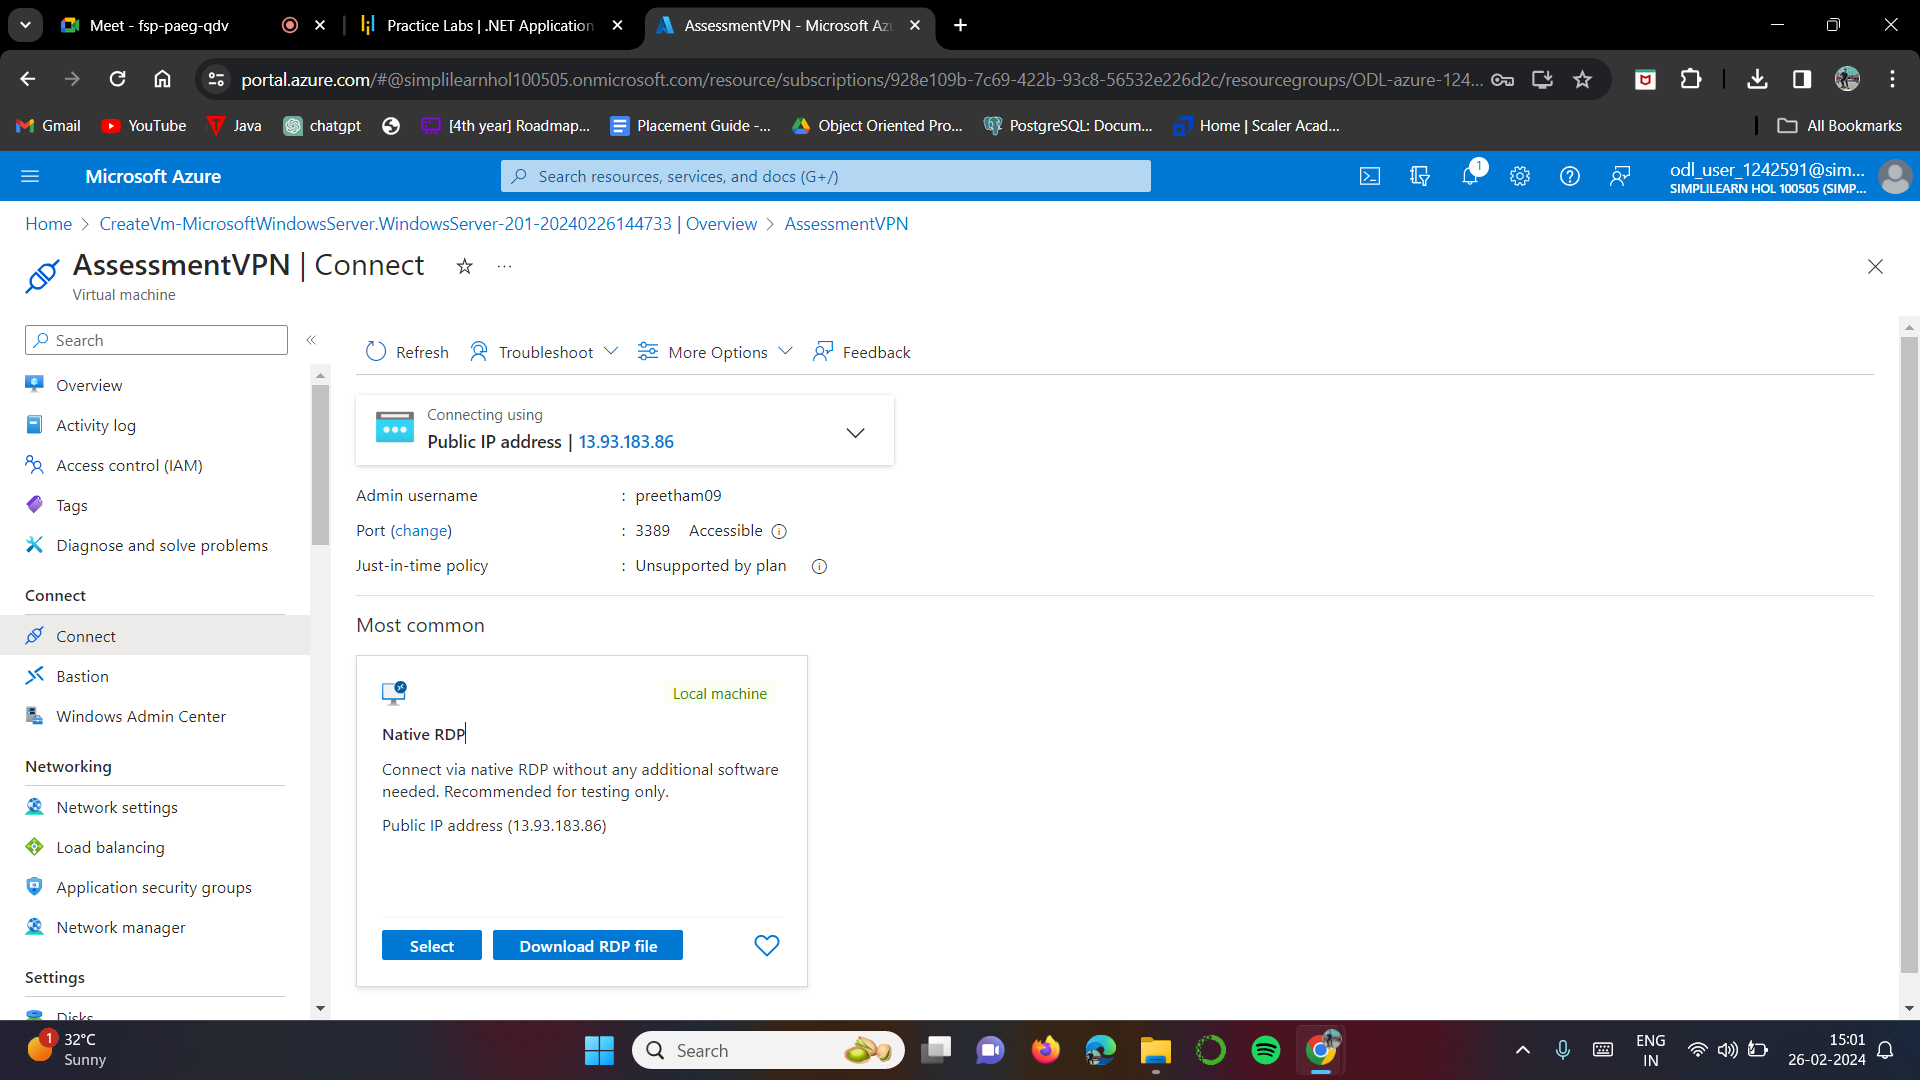 Meet - fsp-paeg-qdv
Practice Labs | .NET Application
AssessmentVPN - Microsoft Az
portal.azure.com/#@simplilearnhol100505.onmicrosoft.com/resource/subscriptions/928e109b-7c69-422b-93c8-56532e226d2c/resourcegroups/ODL-azure-124...
Gmail
YouTube
Java
chatgpt
[4th year] Roadmap...
Placement Guide -...
Object Oriented Pro...
PostgreSQL: Docum...
Home | Scaler Acad...
All Bookmarks
Microsoft Azure
Search resources, services, and docs (G+/)
1
odl_user_1242591@sim...
SIMPLILEARN HOL 100505 (SIMP...
Home > CreateVm-MicrosoftWindowsServer.WindowsServer-201-20240226144733 | Overview > AssessmentVPN
AssessmentVPN | Connect
Virtual machine
Search
Overview
Activity log
Access control (IAM)
Tags
Diagnose and solve problems
Connect
Connect
Bastion
Windows Admin Center
Networking
Network settings
Load balancing
Application security groups
Network manager
Settings
Disks
Refresh
Troubleshoot
More Options
Feedback
Connecting using
Public IP address | 13.93.183.86
Admin username : preetham09
Port (change) : 3389 Accessible
Just-in-time policy : Unsupported by plan
Most common
Local machine
Native RDP
Connect via native RDP without any additional software
needed. Recommended for testing only.
Public IP address (13.93.183.86)
Select
Download RDP file
1
32°C
Sunny
Search
ENG
IN
15:01
26-02-2024